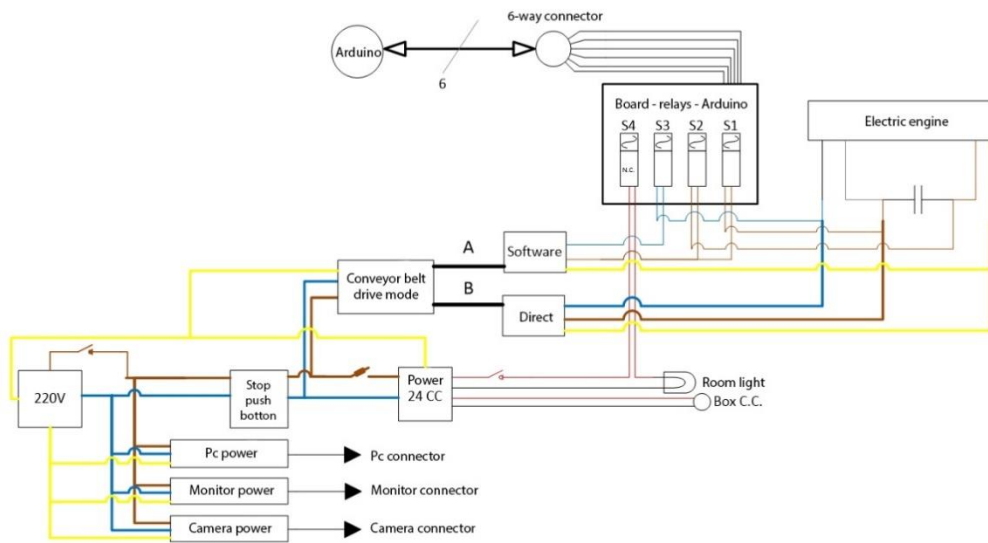 6-way connector
Arduino
6
Board - relays - Arduino
S4 S3 S2 S1
N.C.
Electric engine
A
Software
Conveyor belt
drive mode
B
Direct
220V
Stop
push
botton
Power
24 CC
Room light
Box C.C.
Pc power
Pc connector
Monitor power
Monitor connector
Camera power
Camera connector